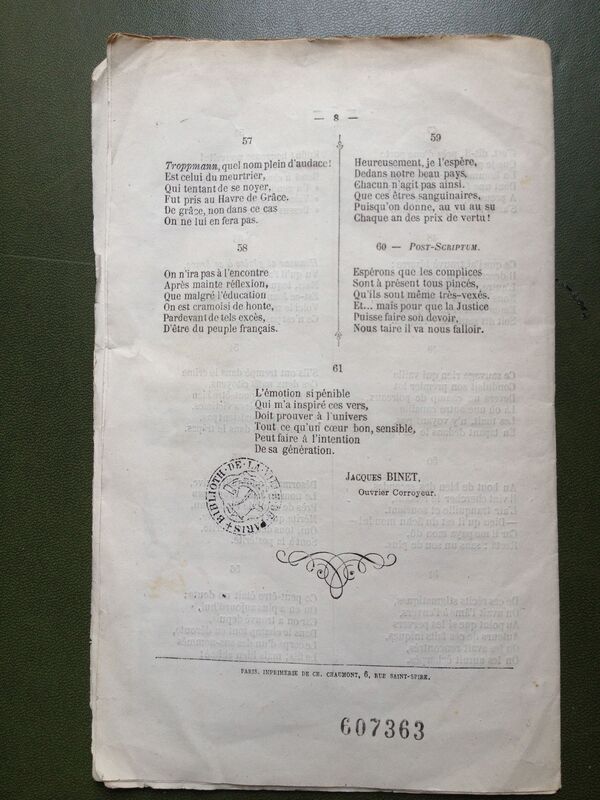 — 8 —
57
Troppmann, quel nom plein d'audace!
Est celui du meurtrier,
Qui tentant de se noyer,
Fut pris au Havre de Grâce.
De grâce, non dans ce cas
On ne lui en fera pas.
58
On n'ira pas à l'encontre
Après mainte réflexion,
Que malgré l'éducation
On est cramoisi de honte,
Pardevant de tels excès,
D'être du peuple français.
59
Heureusement, je l'espère,
Dedans notre beau pays,
Chacun n'agit pas ainsi.
Que ces êtres sanguinaires,
Puisqu'on donne, au vu au su
Chaque an des prix de vertu!
60 — POST-SCRIPTUM.
Espérons que les complices
Sont à présent tous pincés,
Qu'ils sont même très-vexés.
Et... mais pour que la Justice
Puisse faire son devoir,
Nous taire il va nous falloir.
61
L'émotion si pénible
Qui m'a inspiré ces vers,
Doit prouver à l'univers
Tout ce qu'un cœur bon, sensible,
Peut faire à l'intention
De sa génération.
JACQUES BINET,
Ouvrier Corroyeur.
BIBLIOTH. DE LA VILLE DE PARIS
PARIS. IMPRIMERIE DE CH. CHAUMONT, 6, RUE SAINT-SPIRE.
607363